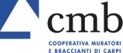 cmb
COOPERATIVA MURATORI
E BRACCIANTI DI CARPI